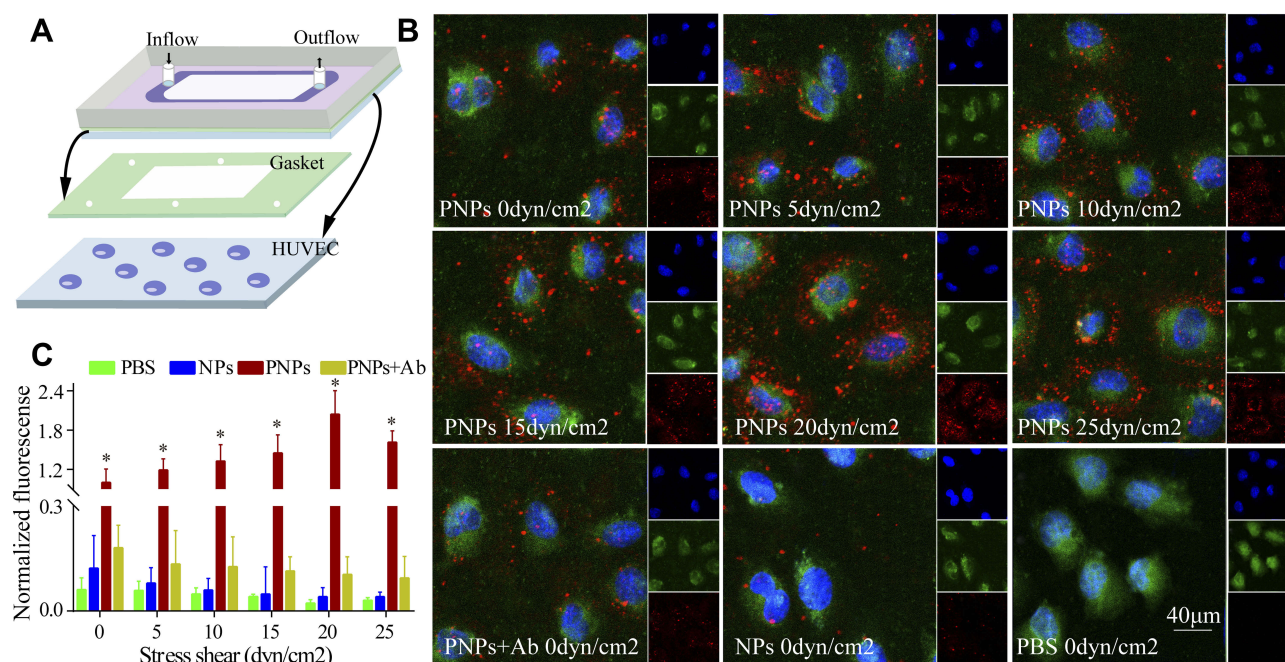 A
Inflow
Outflow
Gasket
HUVEC
B
PNPs 0dyn/cm2
PNPs 5dyn/cm2
PNPs 10dyn/cm2
PNPs 15dyn/cm2
PNPs 20dyn/cm2
PNPs 25dyn/cm2
PNPs+Ab 0dyn/cm2
NPs 0dyn/cm2
40μm
PBS 0dyn/cm2
C
PBS NPs PNPs PNPs+Ab
Normalized fluorescense
2.4
1.8
1.2
0.3
0.0
* * * * * *
0 5 10 15 20 25
Stress shear (dyn/cm2)